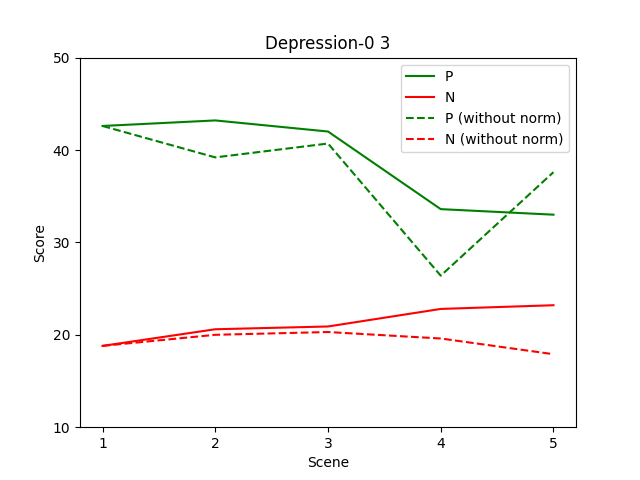 Depression-0 3
50
40
30
20
10
Score
P
N
P (without norm)
N (without norm)
1 2 3 4 5
Scene